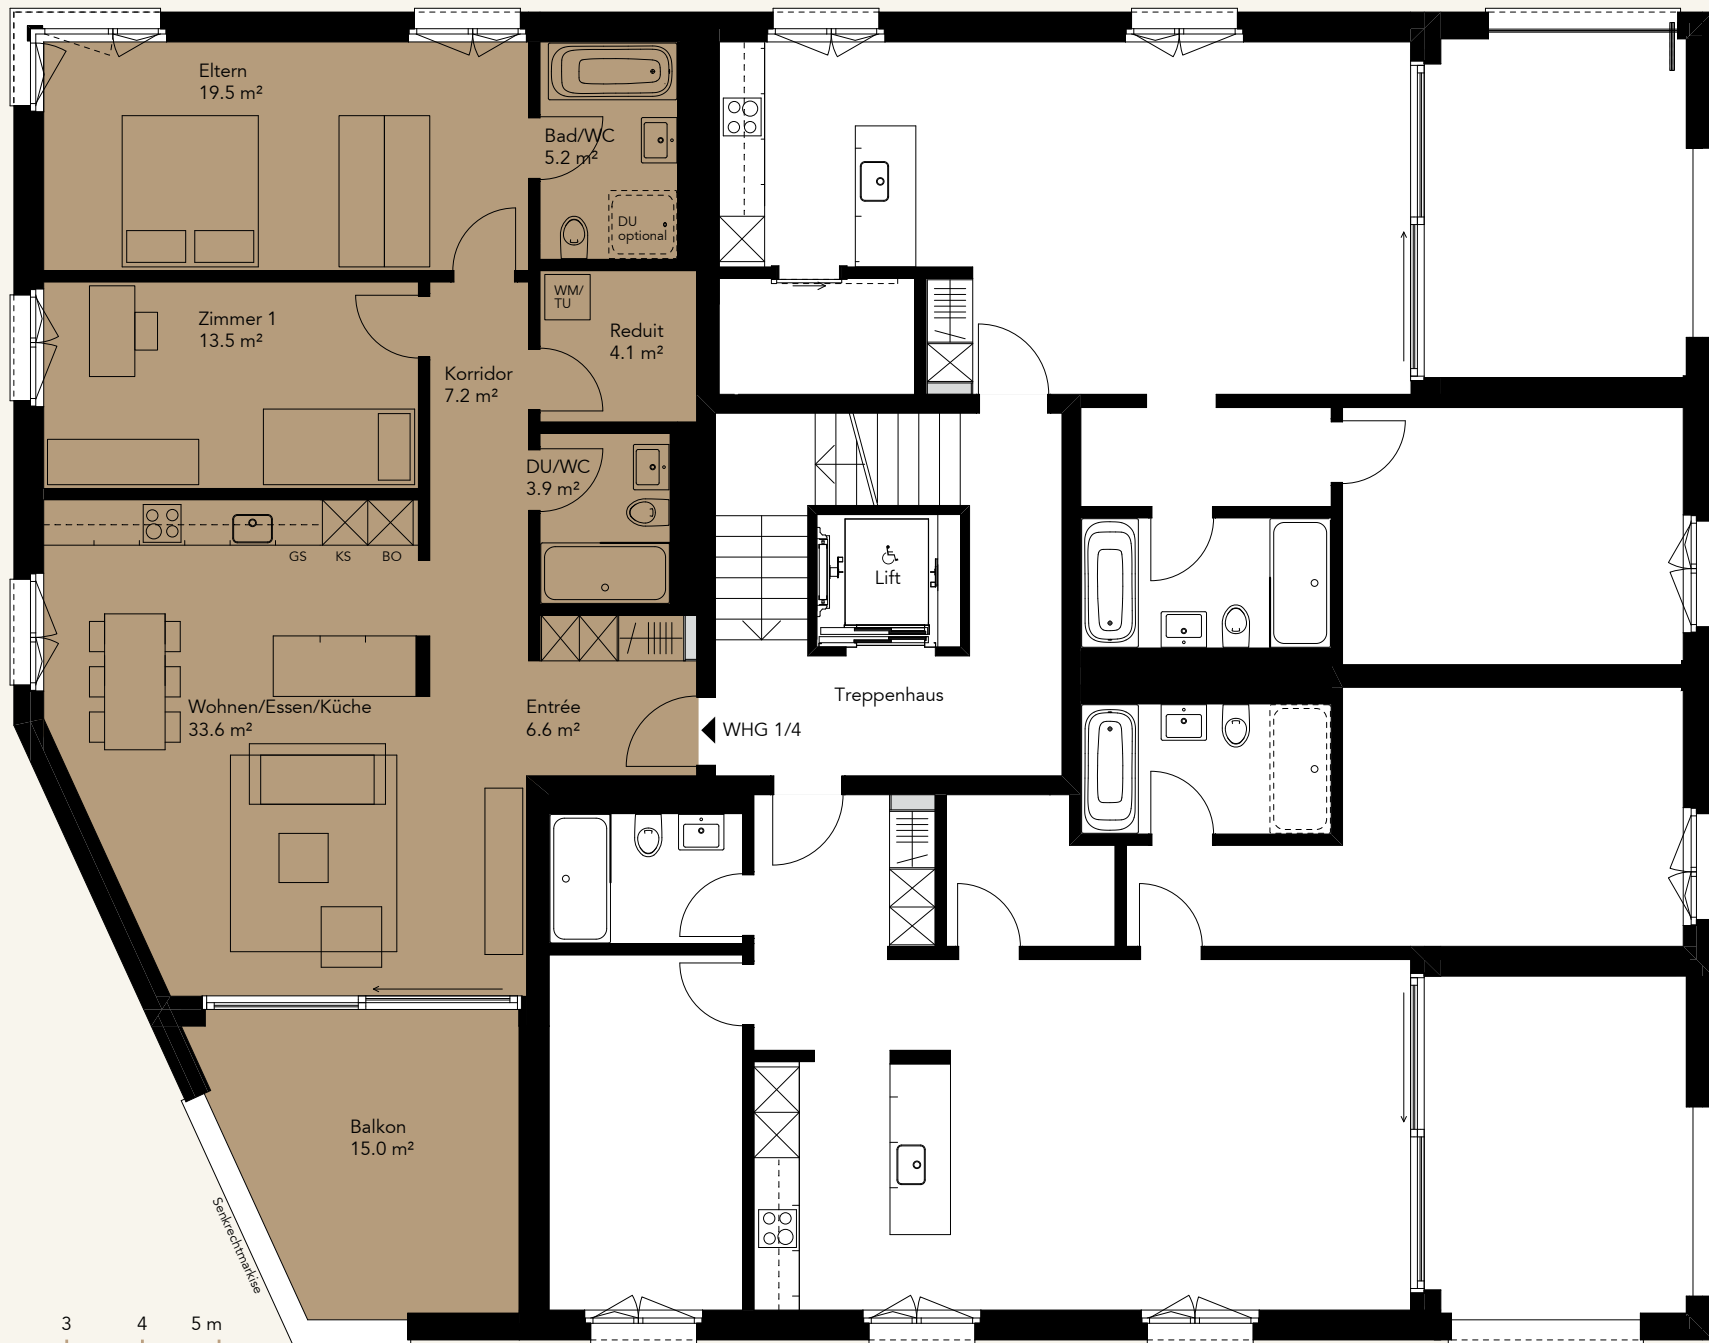 Eltern
19.5 m²
Bad/WC
5.2 m²
DU
optional
WM/
TU
Reduit
4.1 m²
Zimmer 1
13.5 m²
Korridor
7.2 m²
DU/WC
3.9 m²
GS KS BO
Lift
Wohnen/Essen/Küche
33.6 m²
Entrée
6.6 m²
Treppenhaus
WHG 1/4
Balkon
15.0 m²
Senkrechtmarkise
3 4 5 m